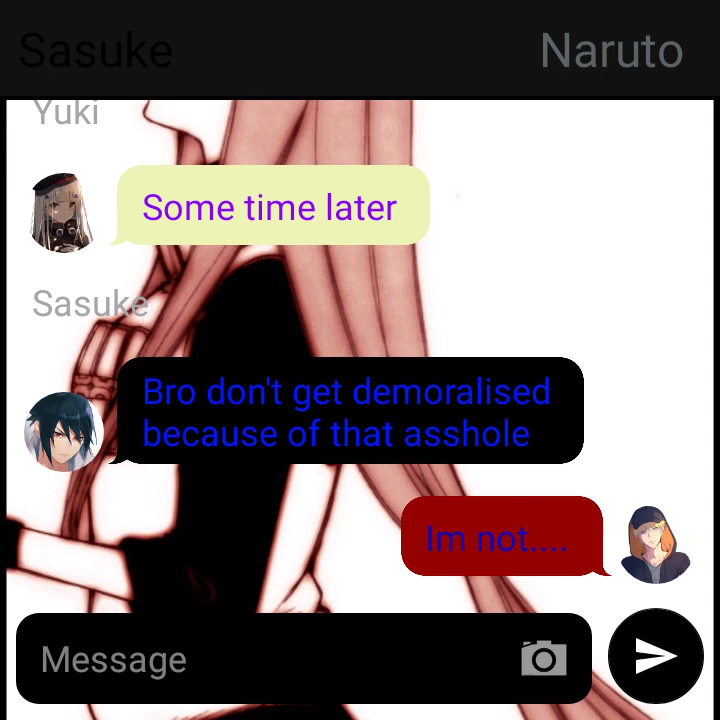 Sasuke
Naruto
Yuki
Some time later
Sasuke
Bro don't get demoralised
because of that asshole
Im not....
Message